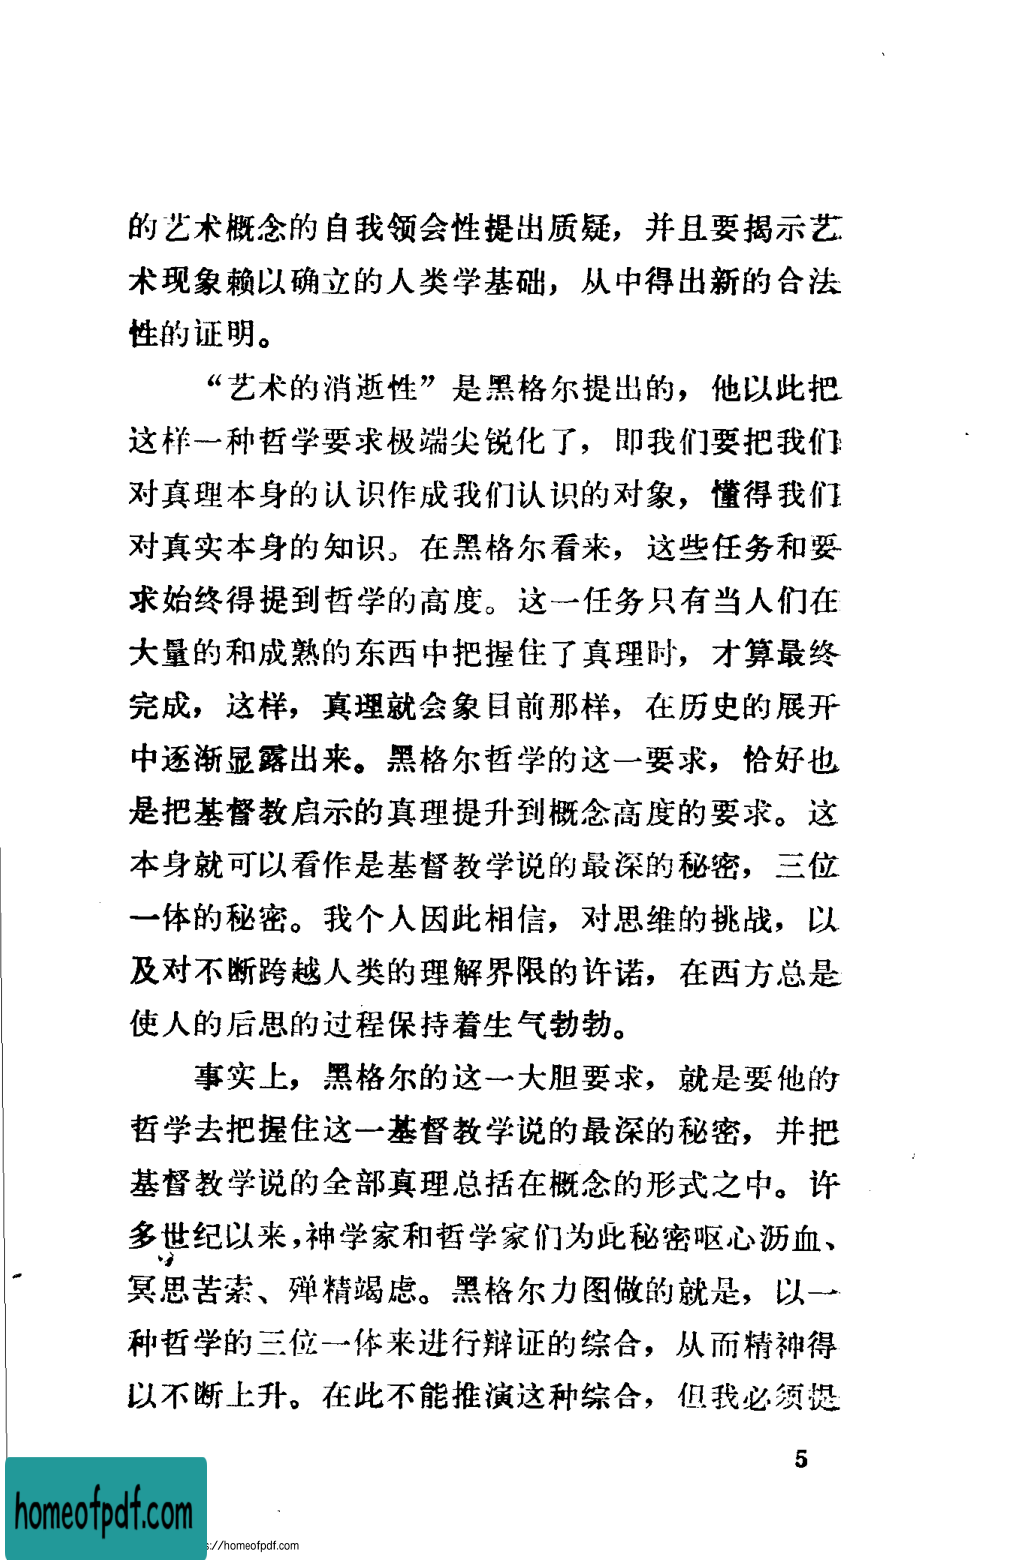 的艺术概念的自我领会性提出质疑，并且要揭示艺
术现象赖以确立的人类学基础，从中得出新的合法
性的证明。
“艺术的消逝性”是黑格尔提出的，他以此把
这样一种哲学要求极端尖锐化了，即我们要把我们
对真理本身的认识作成我们认识的对象，懂得我们
对真实本身的知识。在黑格尔看来，这些任务和要
求始终得提到哲学的高度。这一任务只有当人们在
大量的和成熟的东西中把握住了真理时，才算最终
完成，这样，真理就会象目前那样，在历史的展开
中逐渐显露出来。黑格尔哲学的这一要求，恰好也
是把基督教启示的真理提升到概念高度的要求。这
本身就可以看作是基督教学说的最深的秘密，三位
一体的秘密。我个人因此相信，对思维的挑战，以
及对不断跨越人类的理解界限的许诺，在西方总是
使人的后思的过程保持着生气勃勃。
事实上，黑格尔的这一大胆要求，就是要他的
哲学去把握住这一基督教学说的最深的秘密，并把
基督教学说的全部真理总括在概念的形式之中。许
多世纪以来，神学家和哲学家们为此秘密呕心沥血、
冥思苦索、殚精竭虑。黑格尔力图做的就是，以一
种哲学的三位一体来进行辩证的综合，从而精神得
以不断上升。在此不能推演这种综合，但我必须提
5
homeofpdf.com
://homeofpdf.com